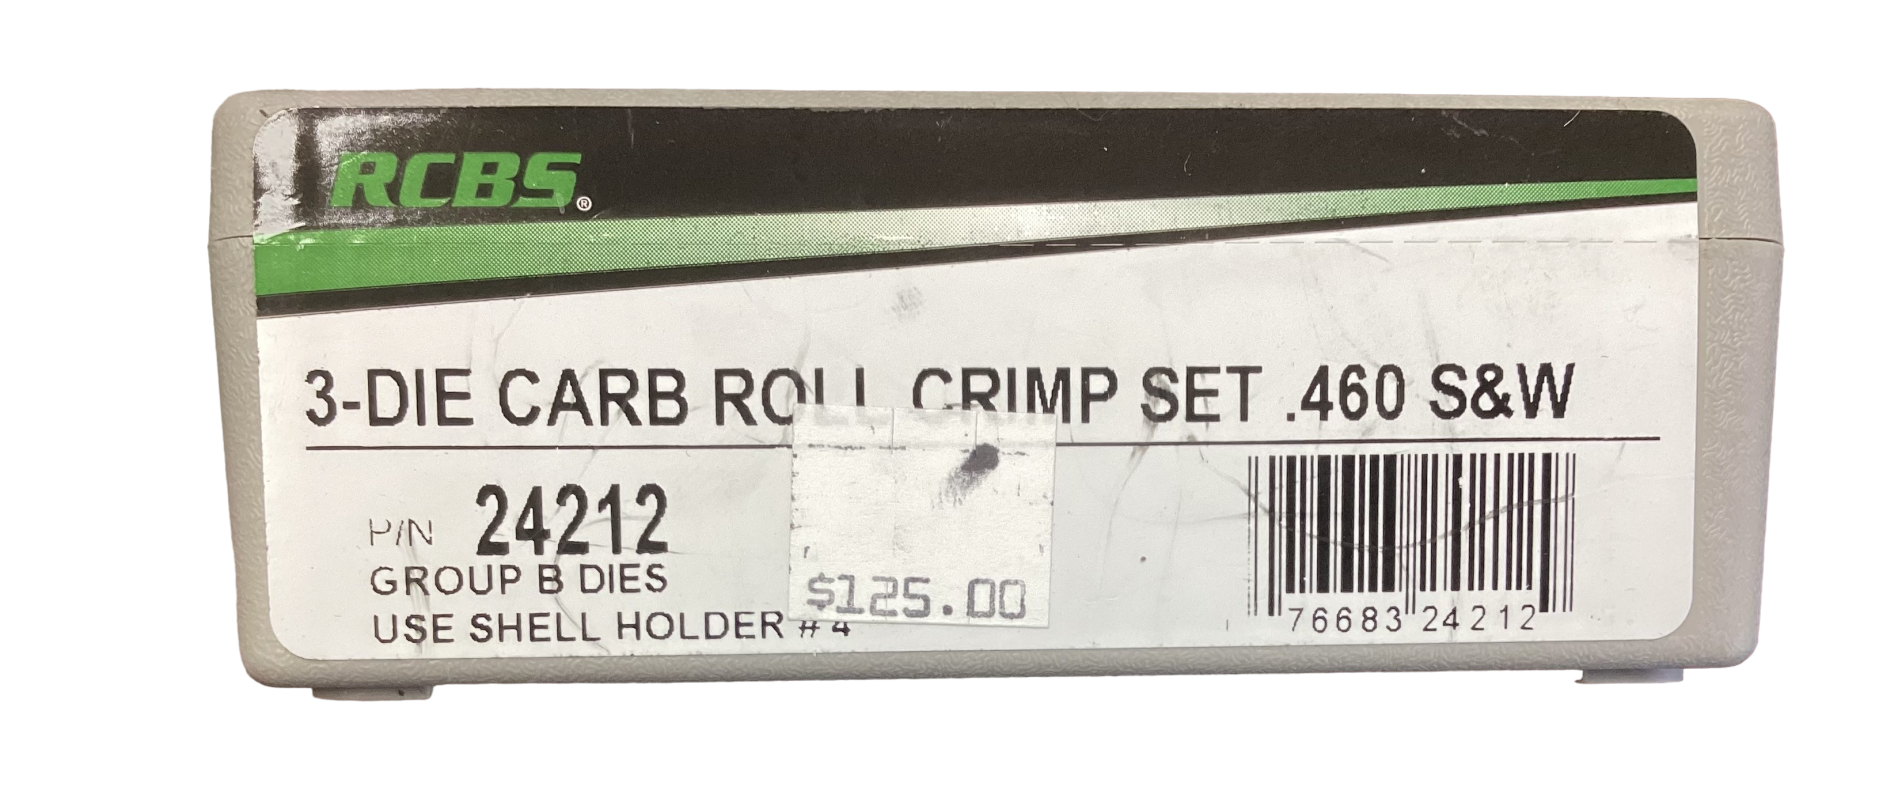 RCBS®
3-DIE CARB ROLL CRIMP SET .460 S&W
P/N 24212
GROUP B DIES
USE SHELL HOLDER # 4
$125.00
76683 24212